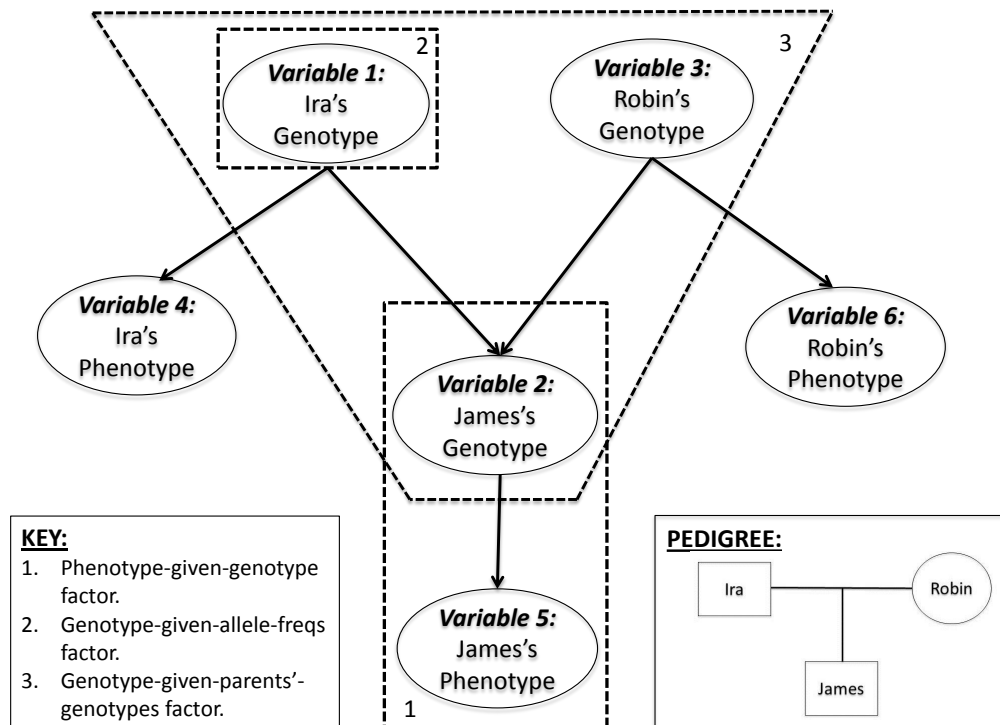 2
3
Variable 1:
Ira's
Genotype
Variable 3:
Robin's
Genotype
Variable 4:
Ira's
Phenotype
Variable 6:
Robin's
Phenotype
Variable 2:
James's
Genotype
Variable 5:
James's
Phenotype
1
KEY:
1. Phenotype-given-genotype
factor.
2. Genotype-given-allele-freqs
factor.
3. Genotype-given-parents'-
genotypes factor.
PEDIGREE:
Ira
Robin
James